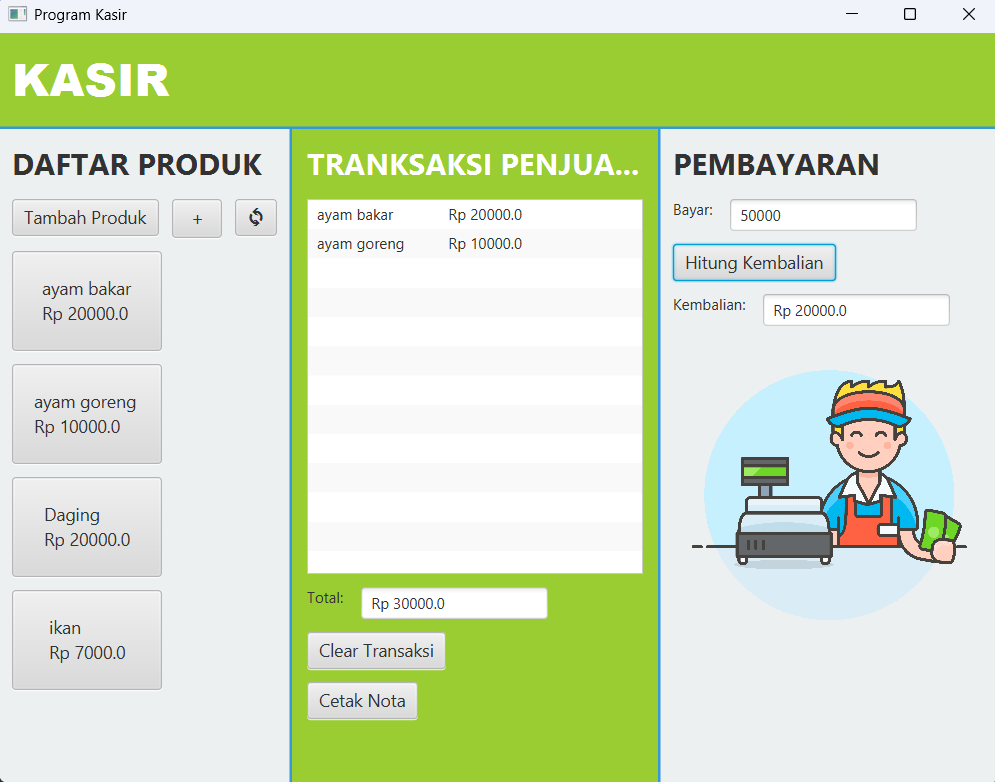 Program Kasir
KASIR
DAFTAR PRODUK
Tambah Produk
+
ayam bakar
Rp 20000.0
ayam goreng
Rp 10000.0
Daging
Rp 20000.0
ikan
Rp 7000.0
TRANKSAKSI PENJUA...
ayam bakar Rp 20000.0
ayam goreng Rp 10000.0
Total: Rp 30000.0
Clear Transaksi
Cetak Nota
PEMBAYARAN
Bayar: 50000
Hitung Kembalian
Kembalian: Rp 20000.0